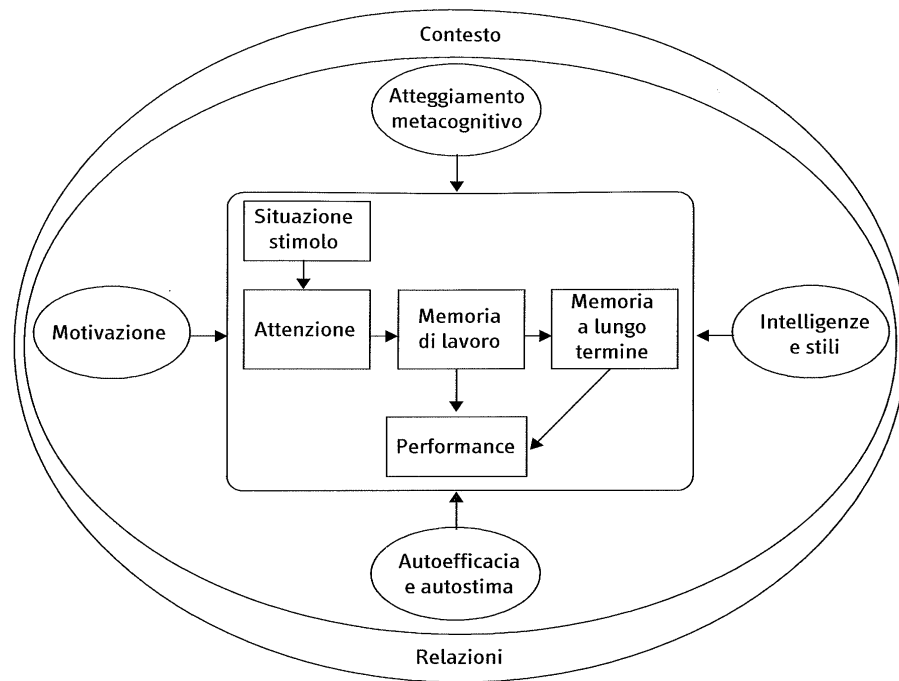 Contesto
Atteggiamento
metacognitivo
Situazione
stimolo
Motivazione
Attenzione
Memoria
di lavoro
Memoria
a lungo
termine
Intelligenze
e stili
Performance
Autoefficacia
e autostima
Relazioni